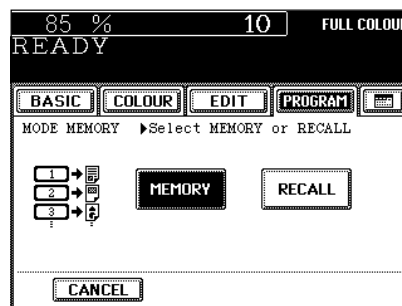 85 % 10 FULL COLOUR
READY
BASIC COLOUR EDIT PROGRAM
MODE MEMORY ▶Select MEMORY or RECALL
1
2
3
MEMORY RECALL
CANCEL